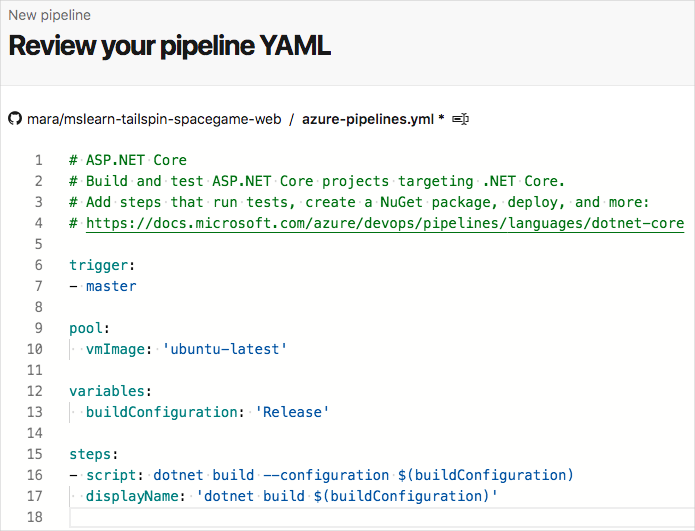 New pipeline
Review your pipeline YAML
mara/mslearn-tailspin-spacegame-web / azure-pipelines.yml *
1 # ASP.NET Core
2 # Build and test ASP.NET Core projects targeting .NET Core.
3 # Add steps that run tests, create a NuGet package, deploy, and more:
4 # https://docs.microsoft.com/azure/devops/pipelines/languages/dotnet-core
5
6 trigger:
7 - master
8
9 pool:
10   vmImage: 'ubuntu-latest'
11
12 variables:
13   buildConfiguration: 'Release'
14
15 steps:
16 - script: dotnet build --configuration $(buildConfiguration)
17   displayName: 'dotnet build $(buildConfiguration)'
18